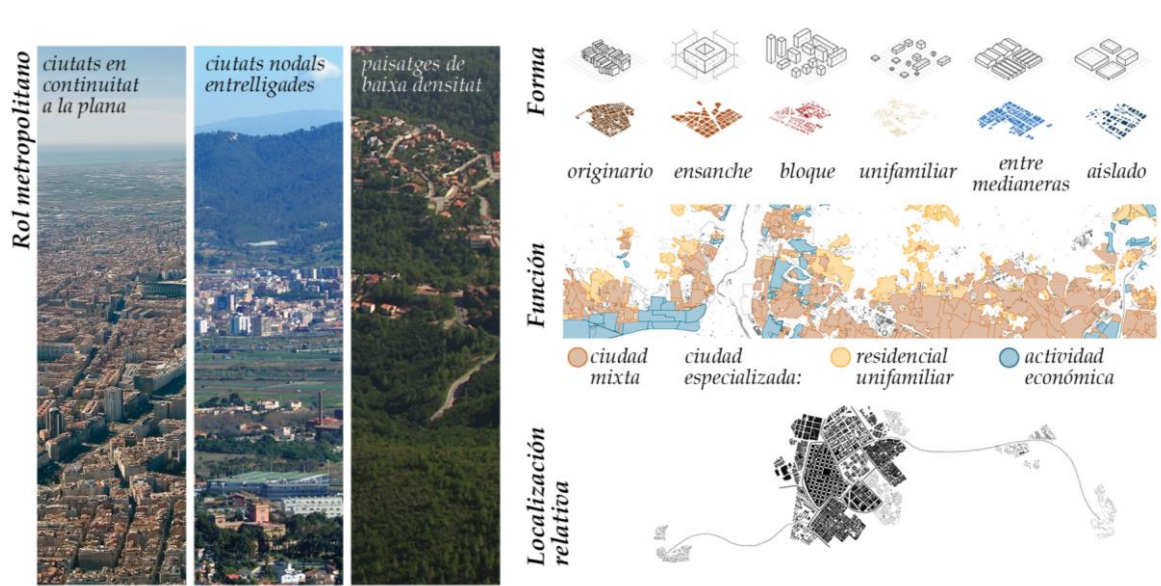 Rol metropolitano
ciutats en
continuitat
a la plana
ciutats nodals
entrelligades
paisatges de
baixa densitat
Forma
originario
ensanche
bloque
unifamiliar
entre
medianeras
aislado
Función
ciudad
mixta
ciudad
especializada:
residencial
unifamiliar
actividad
económica
Localización
relativa